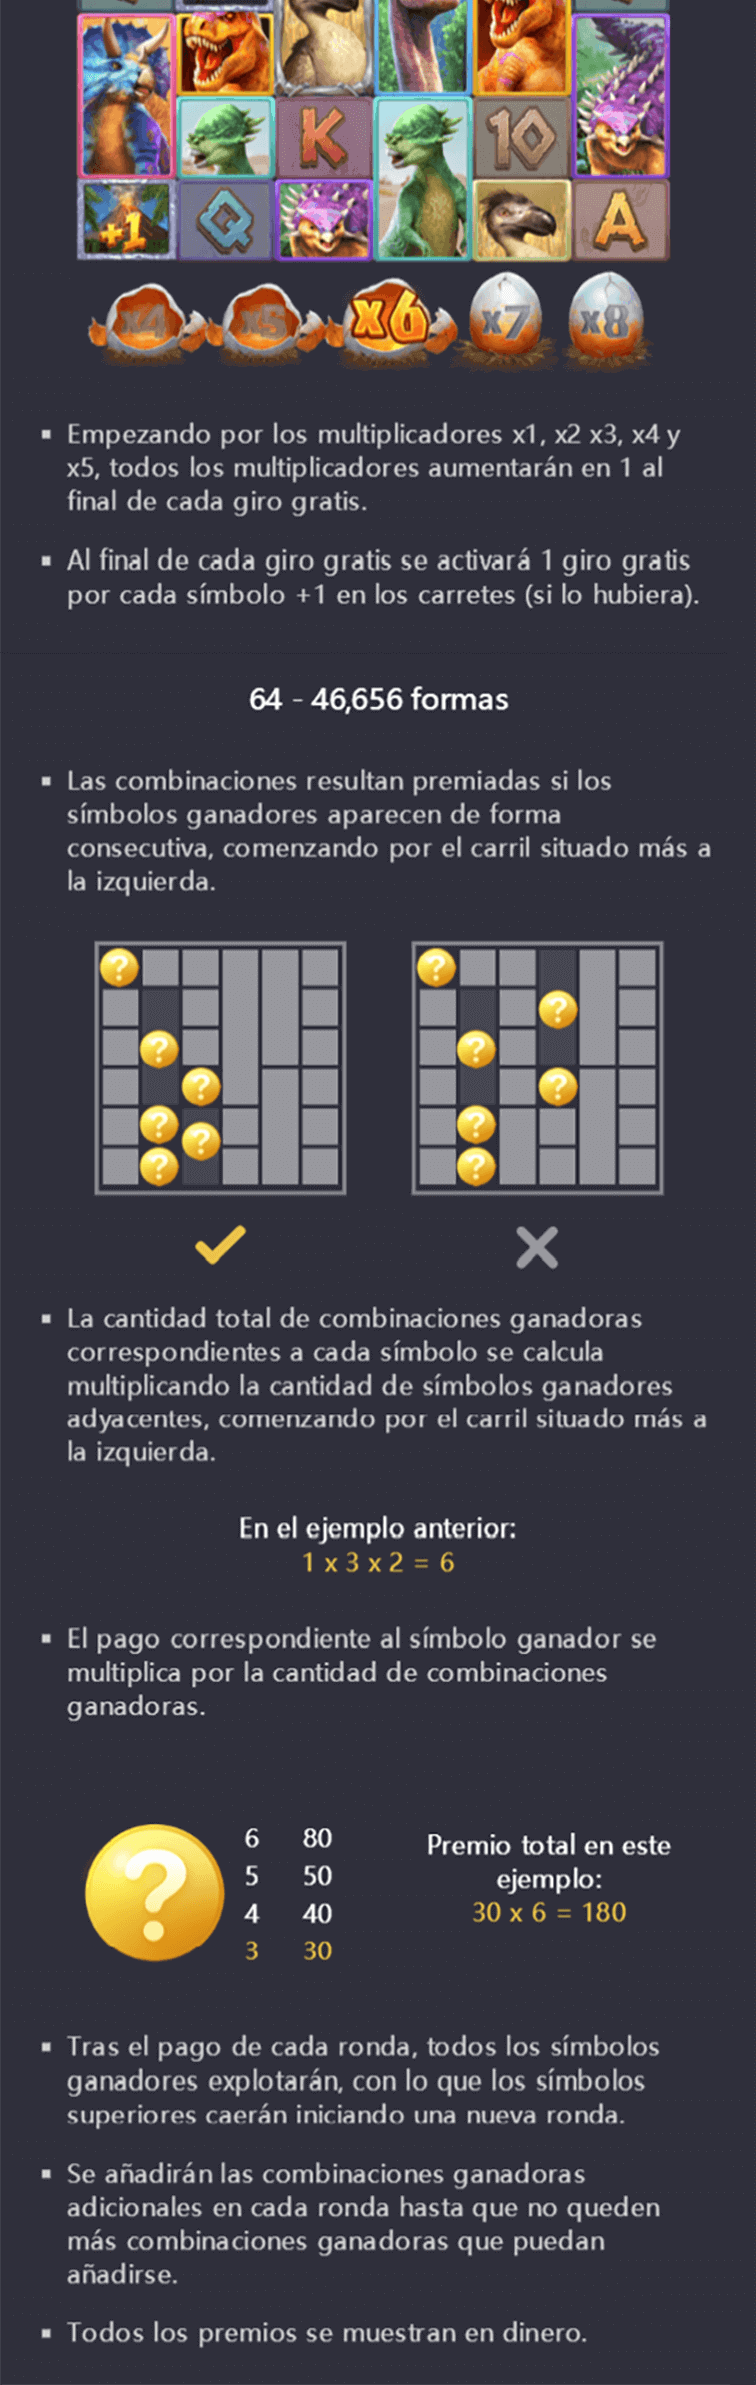 K
10
+1
Q
A
x4
x5
x6
x7
x8
▪ Empezando por los multiplicadores x1, x2 x3, x4 y
x5, todos los multiplicadores aumentarán en 1 al
final de cada giro gratis.
▪ Al final de cada giro gratis se activará 1 giro gratis
por cada símbolo +1 en los carretes (si lo hubiera).
64 - 46,656 formas
▪ Las combinaciones resultan premiadas si los
símbolos ganadores aparecen de forma
consecutiva, comenzando por el carril situado más a
la izquierda.
?
?
?
?
?
?
?
?
?
?
?
?
▪ La cantidad total de combinaciones ganadoras
correspondientes a cada símbolo se calcula
multiplicando la cantidad de símbolos ganadores
adyacentes, comenzando por el carril situado más a
la izquierda.
En el ejemplo anterior:
1 x 3 x 2 = 6
▪ El pago correspondiente al símbolo ganador se
multiplica por la cantidad de combinaciones
ganadoras.
?
6 80
5 50
4 40
3 30
Premio total en este
ejemplo:
30 x 6 = 180
▪ Tras el pago de cada ronda, todos los símbolos
ganadores explotarán, con lo que los símbolos
superiores caerán iniciando una nueva ronda.
▪ Se añadirán las combinaciones ganadoras
adicionales en cada ronda hasta que no queden
más combinaciones ganadoras que puedan
añadirse.
▪ Todos los premios se muestran en dinero.